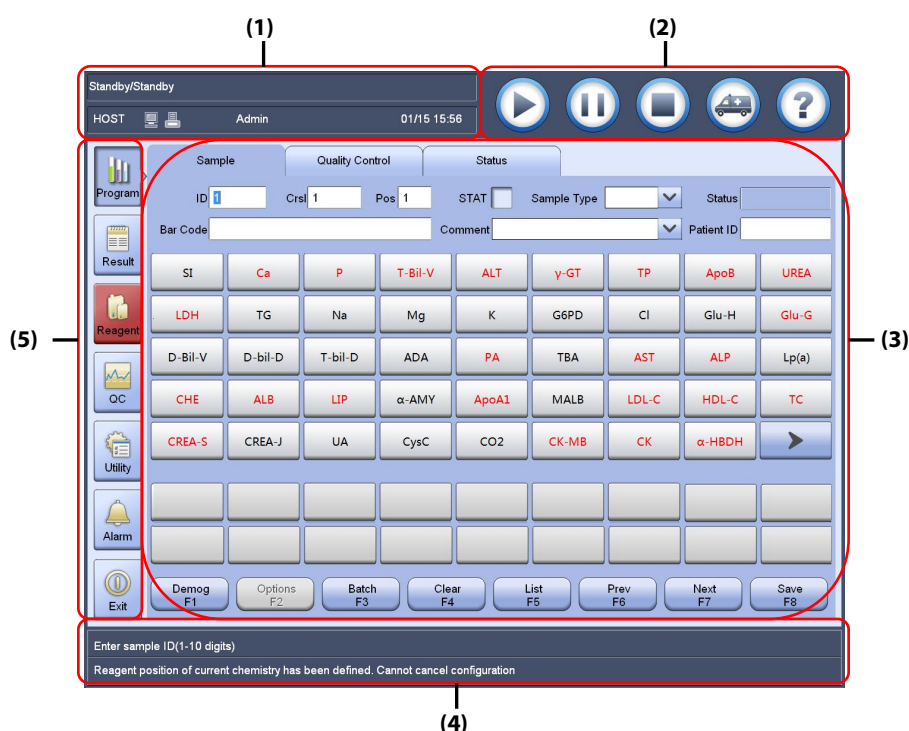 (1) (2)
Standby/Standby
HOST Admin 01/15 15:56
Program
Result
Reagent
QC
Utility
Alarm
Exit
(5)
Sample Quality Control Status
ID 1 Crsl 1 Pos 1 STAT Sample Type Status
Bar Code Comment Patient ID
SI Ca P T-Bil-V ALT γ-GT TP ApoB UREA
LDH TG Na Mg K G6PD Cl Glu-H Glu-G
D-Bil-V D-bil-D T-bil-D ADA PA TBA AST ALP Lp(a)
CHE ALB LIP α-AMY ApoA1 MALB LDL-C HDL-C TC
CREA-S CREA-J UA CysC CO2 CK-MB CK α-HBDH
Demog Options Batch Clear List Prev Next Save
F1 F2 F3 F4 F5 F6 F7 F8
(3)
Enter sample ID(1-10 digits)
Reagent position of current chemistry has been defined. Cannot cancel configuration
(4)